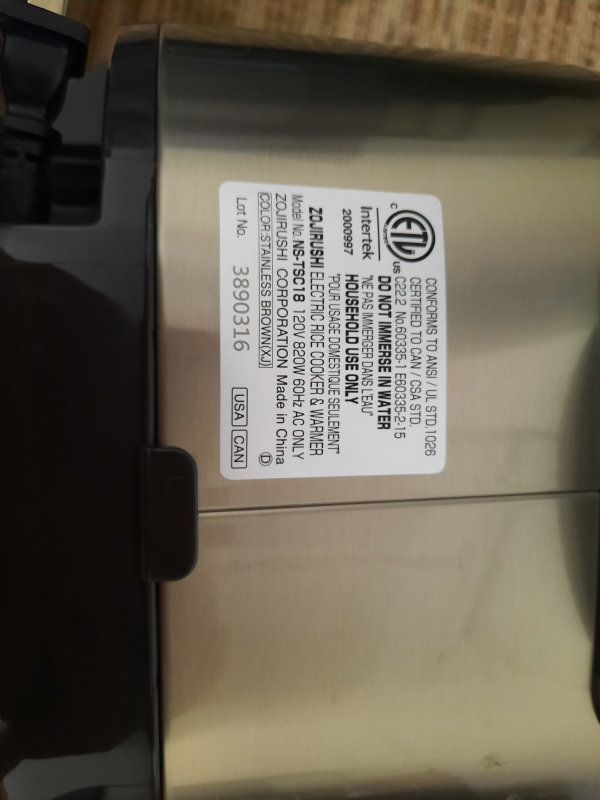 CONFORMS TO ANSI / UL STD.1026
CERTIFIED TO CAN / CSA STD.
C22.2 No.60335-1 E60335-2-15
C ETL US
LISTED
Intertek
2000997
DO NOT IMMERSE IN WATER
"NE PAS IMMERGER DANS L'EAU"
HOUSEHOLD USE ONLY
"POUR USAGE DOMESTIQUE SEULEMENT"
ZOJIRUSHI ELECTRIC RICE COOKER & WARMER
Model No. NS-TSC18 120V 820W 60Hz AC ONLY
ZOJIRUSHI CORPORATION Made in China
COLOR:STAINLESS BROWN(XJ) D
Lot No. 3890316 USA CAN